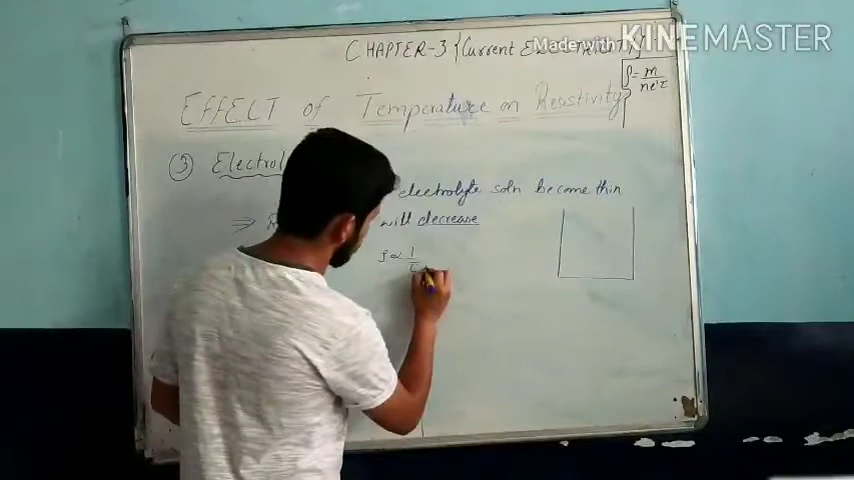 CHAPTER-3 {Current ELECTRICITY}
Made with KINEMASTER
ρ = m / ne²τ
EFFECT of Temperature on Resistivity
③ Electrol
electrolyte soln become thin
⇒ R will decrease
ρ ∝ 1 / τ